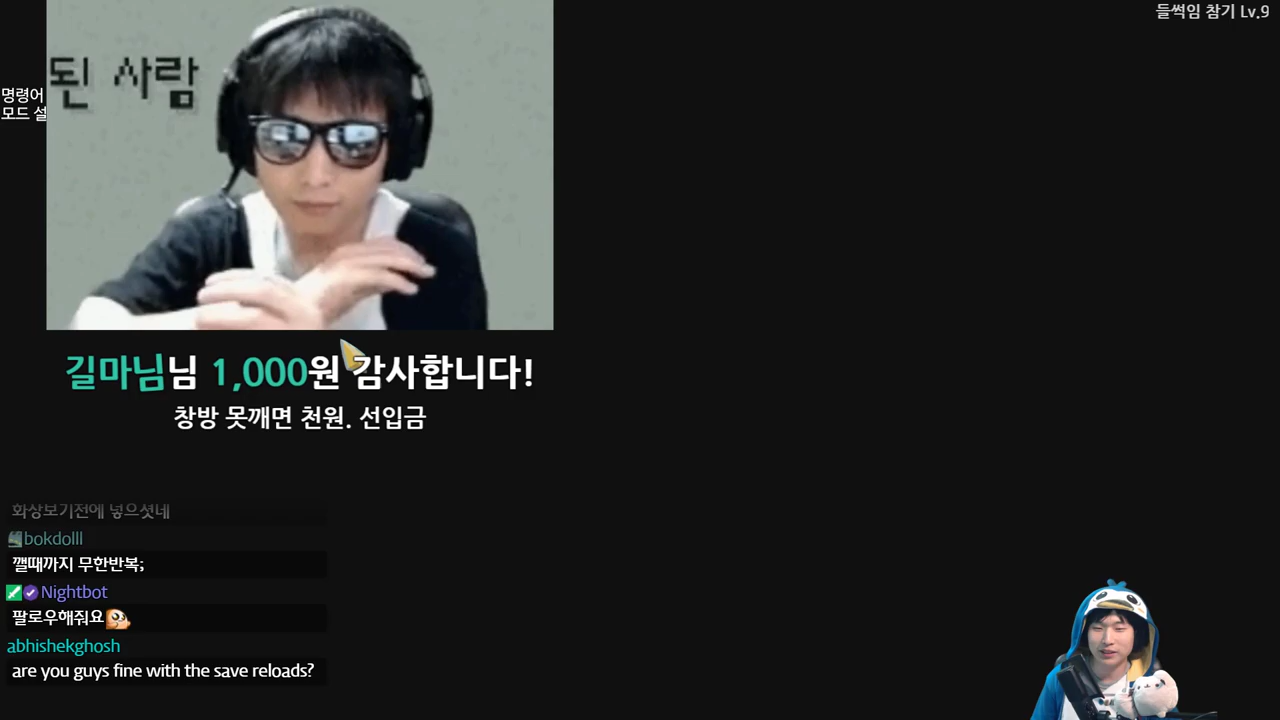 들썩임 참기 Lv.9
된 사람
명령어
모드 설
길마님님 1,000원 감사합니다!
창방 못깨면 천원. 선입금
화상보기전에 넣으셧네
bokdolll
깰때까지 무한반복;
Nightbot
팔로우해줘요
abhishekghosh
are you guys fine with the save reloads?